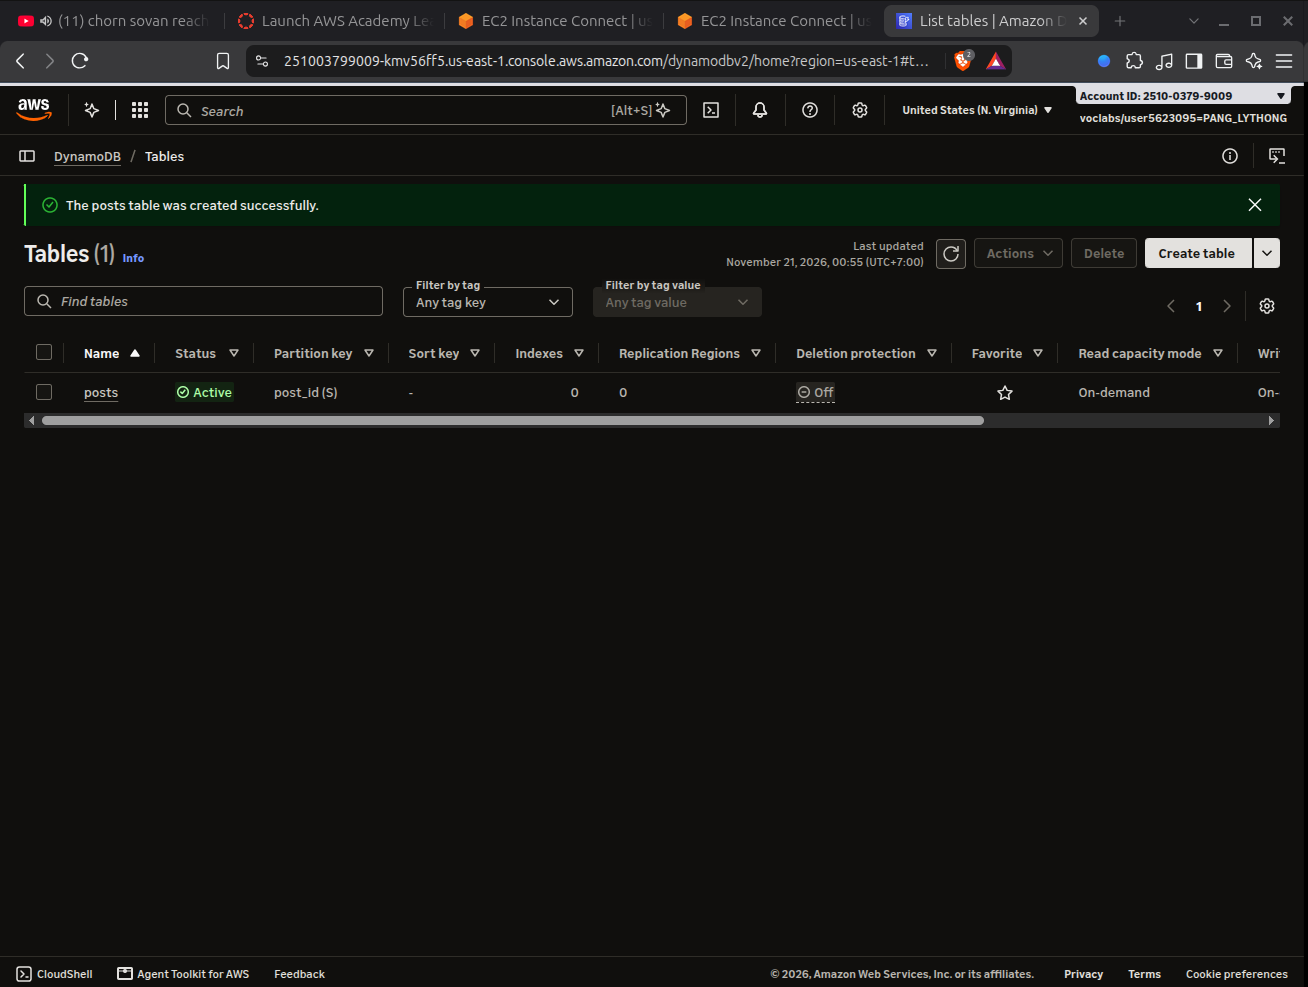 (11) chorn sovan reach
Launch AWS Academy Le
EC2 Instance Connect | us
EC2 Instance Connect | us
List tables | Amazon D
251003799009-kmv56ff5.us-east-1.console.aws.amazon.com/dynamodbv2/home?region=us-east-1#t...
2
aws
Search
[Alt+S]
United States (N. Virginia)
Account ID: 2510-0379-9009
voclabs/user5623095=PANG_LYTHONG
DynamoDB / Tables
The posts table was created successfully.
Tables (1) Info
Last updated
November 21, 2026, 00:55 (UTC+7:00)
Actions
Delete
Create table
Find tables
Filter by tag
Any tag key
Filter by tag value
Any tag value
1
Name Status Partition key Sort key Indexes Replication Regions Deletion protection Favorite Read capacity mode Wri
posts Active post_id (S) - 0 0 Off On-demand On-
CloudShell Agent Toolkit for AWS Feedback © 2026, Amazon Web Services, Inc. or its affiliates. Privacy Terms Cookie preferences